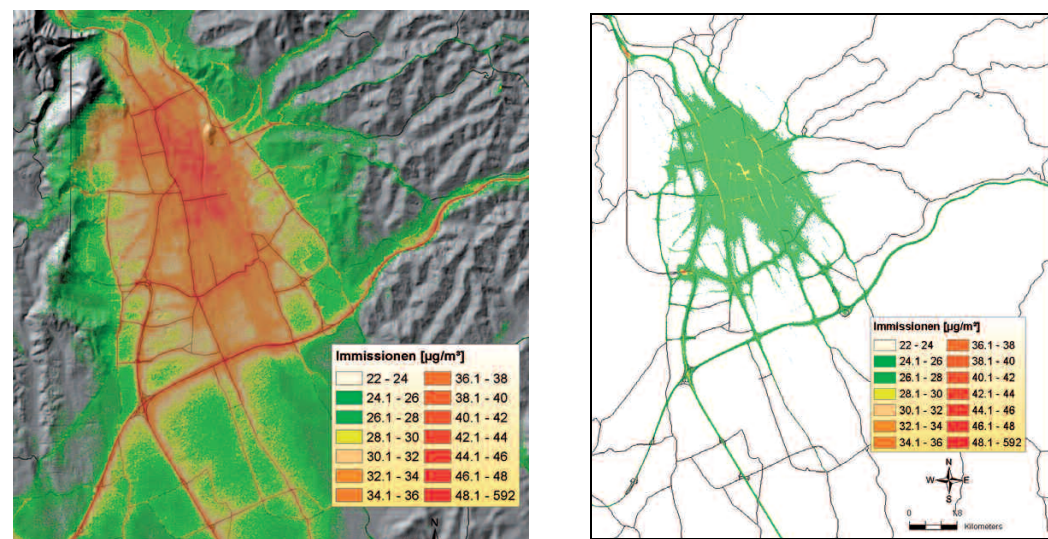 Immissionen [µg/m³]
22 - 24 36.1 - 38
24.1 - 26 38.1 - 40
26.1 - 28 40.1 - 42
28.1 - 30 42.1 - 44
30.1 - 32 44.1 - 46
32.1 - 34 46.1 - 48
34.1 - 36 48.1 - 592
N
Immissionen [µg/m³]
22 - 24 36.1 - 38
24.1 - 26 38.1 - 40
26.1 - 28 40.1 - 42
28.1 - 30 42.1 - 44
30.1 - 32 44.1 - 46
32.1 - 34 46.1 - 48
34.1 - 36 48.1 - 592
N
W E
S
0 1.8
Kilometers